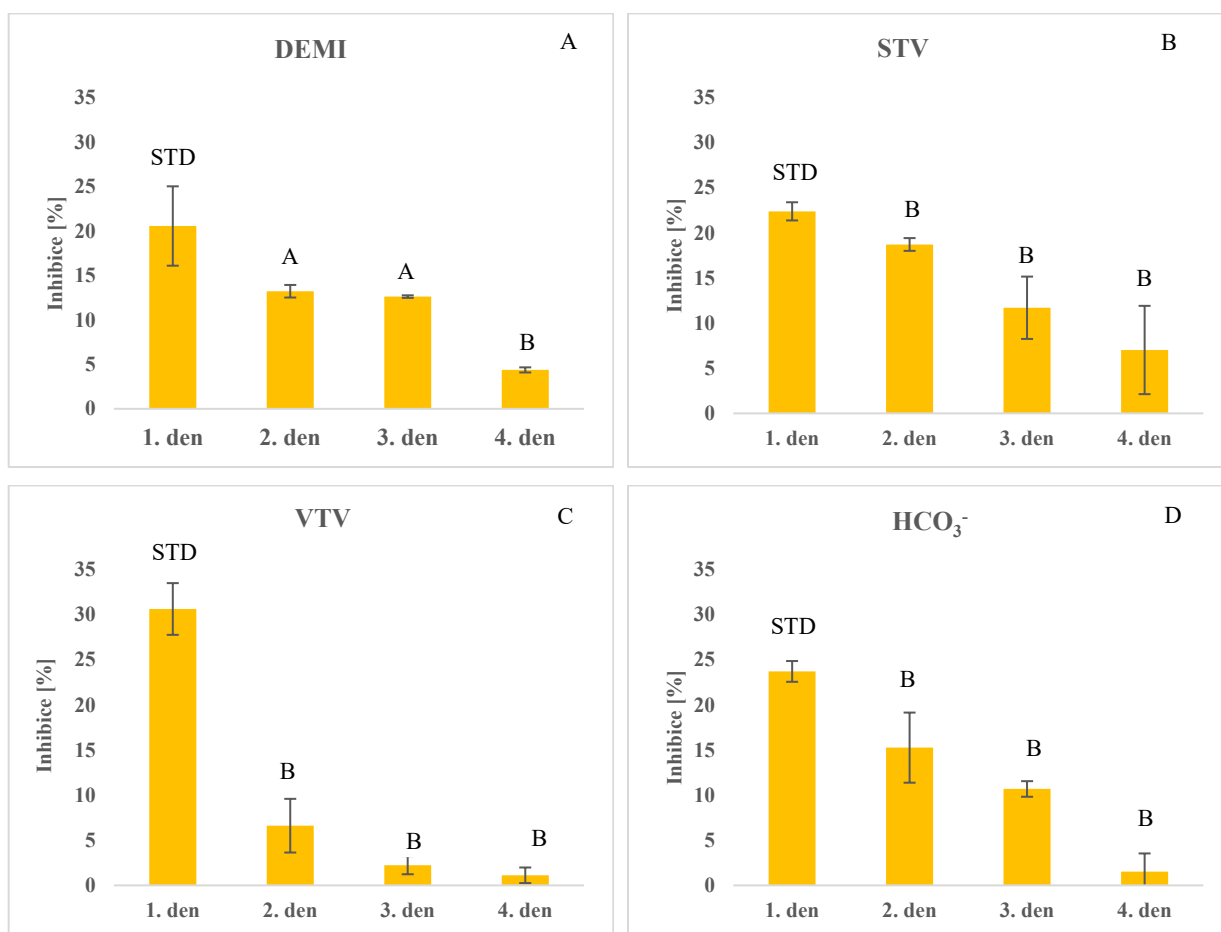 DEMI
A
Inhibice [%]
35
30
25
20
15
10
5
0
STD
A
A
B
1. den 2. den 3. den 4. den
STV
B
Inhibice [%]
35
30
25
20
15
10
5
0
STD
B
B
B
1. den 2. den 3. den 4. den
VTV
C
Inhibice [%]
35
30
25
20
15
10
5
0
STD
B
B
B
1. den 2. den 3. den 4. den
HCO₃⁻
D
Inhibice [%]
35
30
25
20
15
10
5
0
STD
B
B
B
1. den 2. den 3. den 4. den